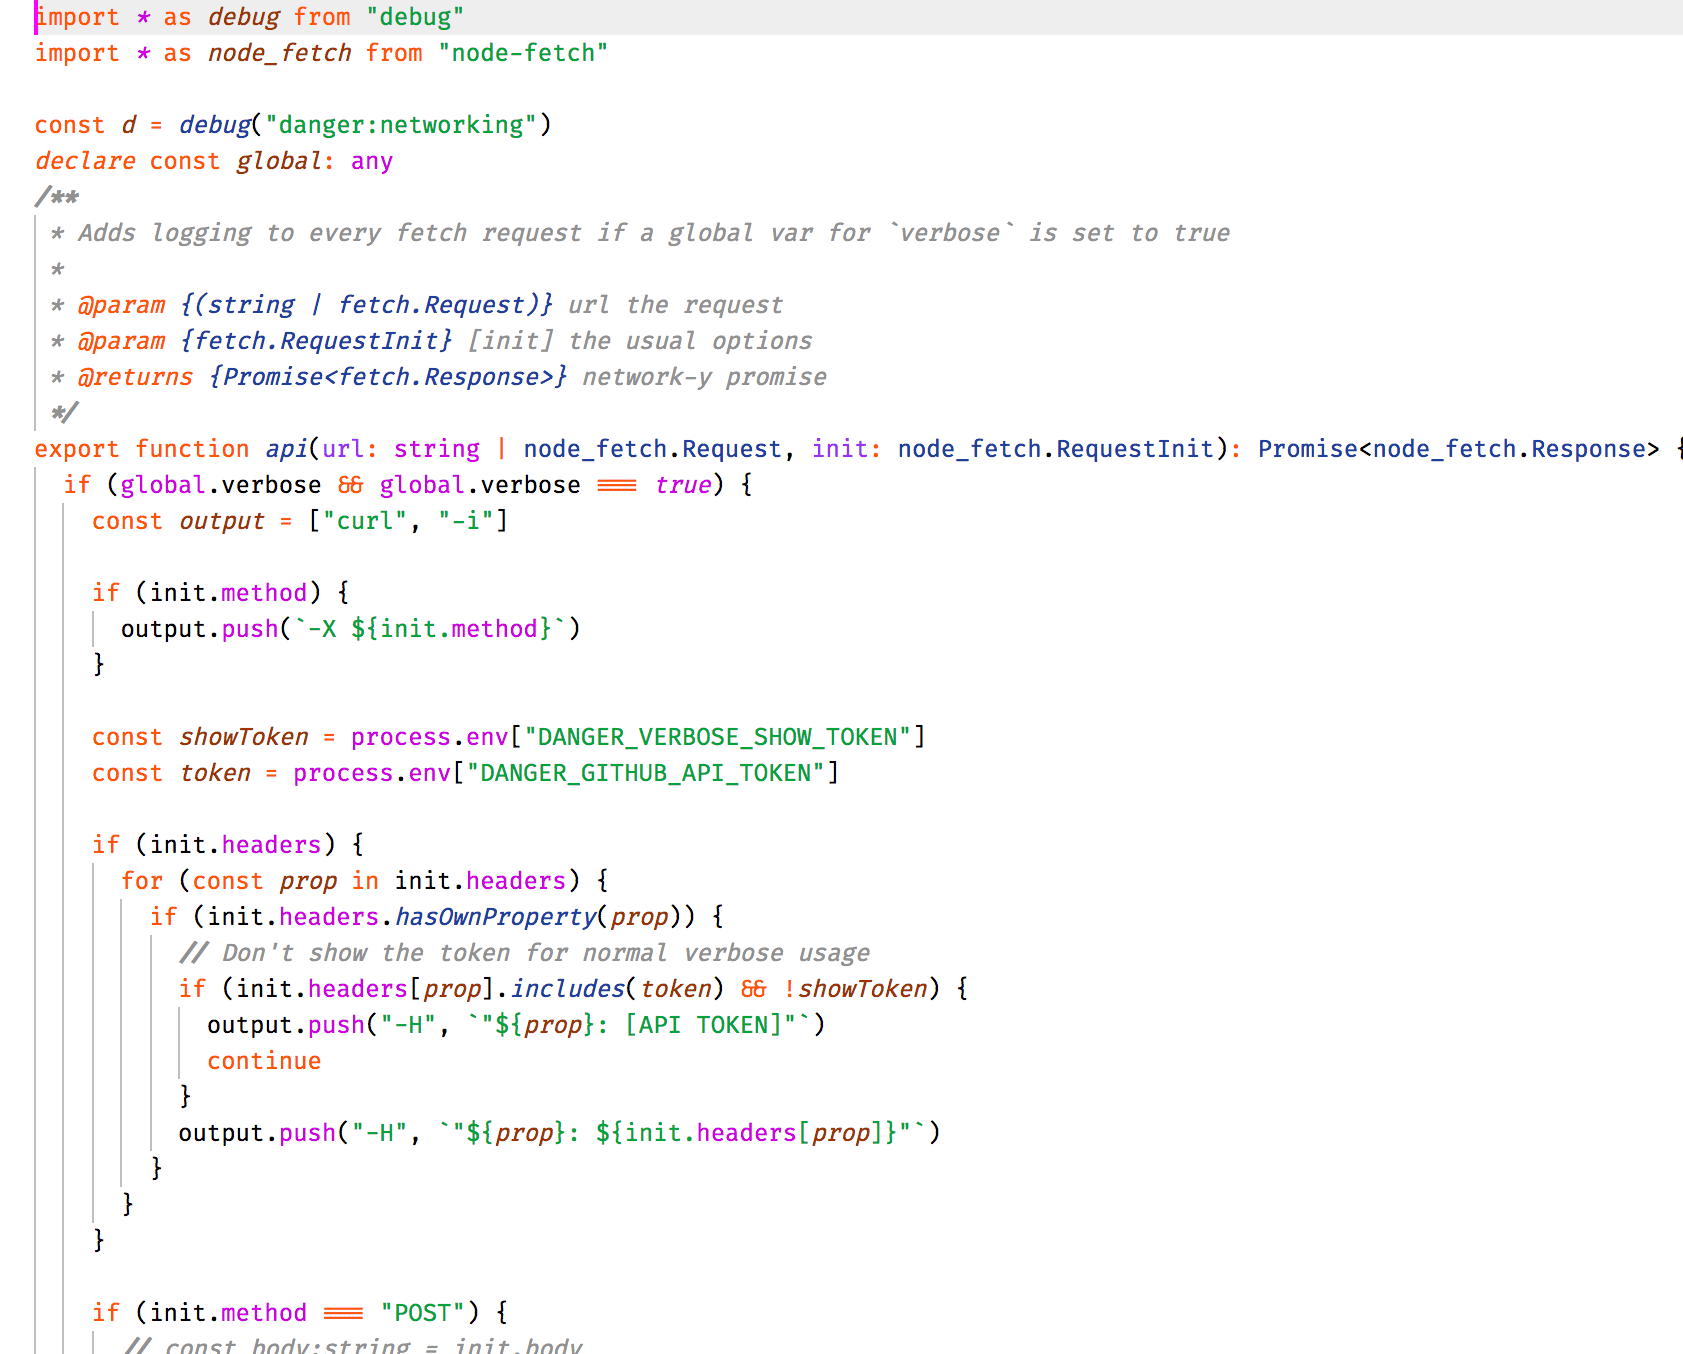 import * as debug from "debug"
import * as node_fetch from "node-fetch"
const d = debug("danger:networking")
declare const global: any
/**
* Adds logging to every fetch request if a global var for `verbose` is set to true
*
* @param {(string | fetch.Request)} url the request
* @param {fetch.RequestInit} [init] the usual options
* @returns {Promise<fetch.Response>} network-y promise
*/
export function api(url: string | node_fetch.Request, init: node_fetch.RequestInit): Promise<node_fetch.Response> {
if (global.verbose && global.verbose === true) {
const output = ["curl", "-i"]
if (init.method) {
output.push(`-X ${init.method}`)
}
const showToken = process.env["DANGER_VERBOSE_SHOW_TOKEN"]
const token = process.env["DANGER_GITHUB_API_TOKEN"]
if (init.headers) {
for (const prop in init.headers) {
if (init.headers.hasOwnProperty(prop)) {
// Don't show the token for normal verbose usage
if (init.headers[prop].includes(token) && !showToken) {
output.push("-H", `"${prop}: [API TOKEN]"`)
continue
}
output.push("-H", `"${prop}: ${init.headers[prop]}"`)
}
}
}
if (init.method === "POST") {
// const body:string = init.body